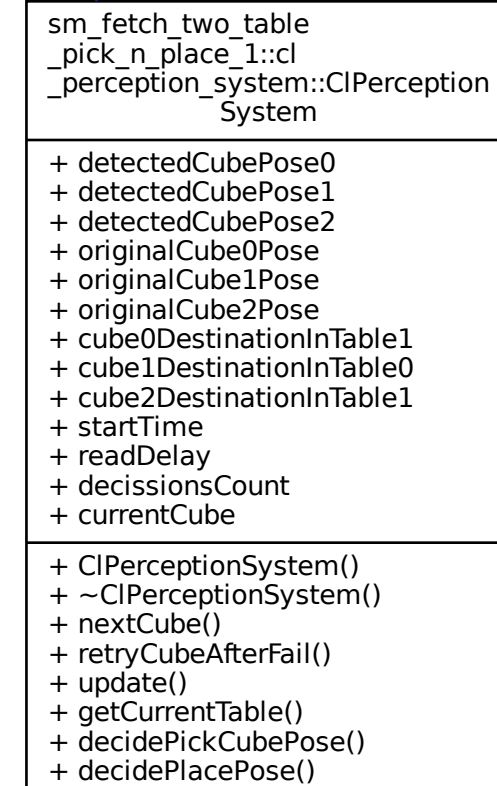 sm_fetch_two_table
_pick_n_place_1::cl
_perception_system::ClPerception
System
+ detectedCubePose0
+ detectedCubePose1
+ detectedCubePose2
+ originalCube0Pose
+ originalCube1Pose
+ originalCube2Pose
+ cube0DestinationInTable1
+ cube1DestinationInTable0
+ cube2DestinationInTable1
+ startTime
+ readDelay
+ decissionsCount
+ currentCube
+ ClPerceptionSystem()
+ ~ClPerceptionSystem()
+ nextCube()
+ retryCubeAfterFail()
+ update()
+ getCurrentTable()
+ decidePickCubePose()
+ decidePlacePose()